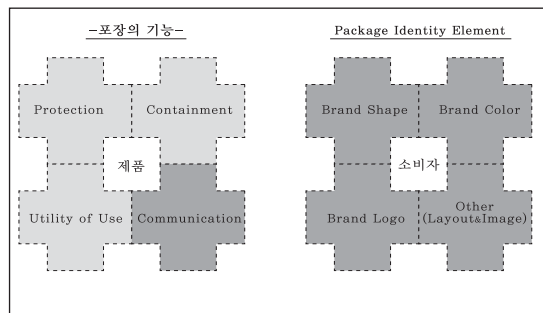 -포장의 기능-
Package Identity Element
Protection
Containment
Brand Shape
Brand Color
제품
소비자
Utility of Use
Communication
Brand Logo
Other
(Layout&Image)